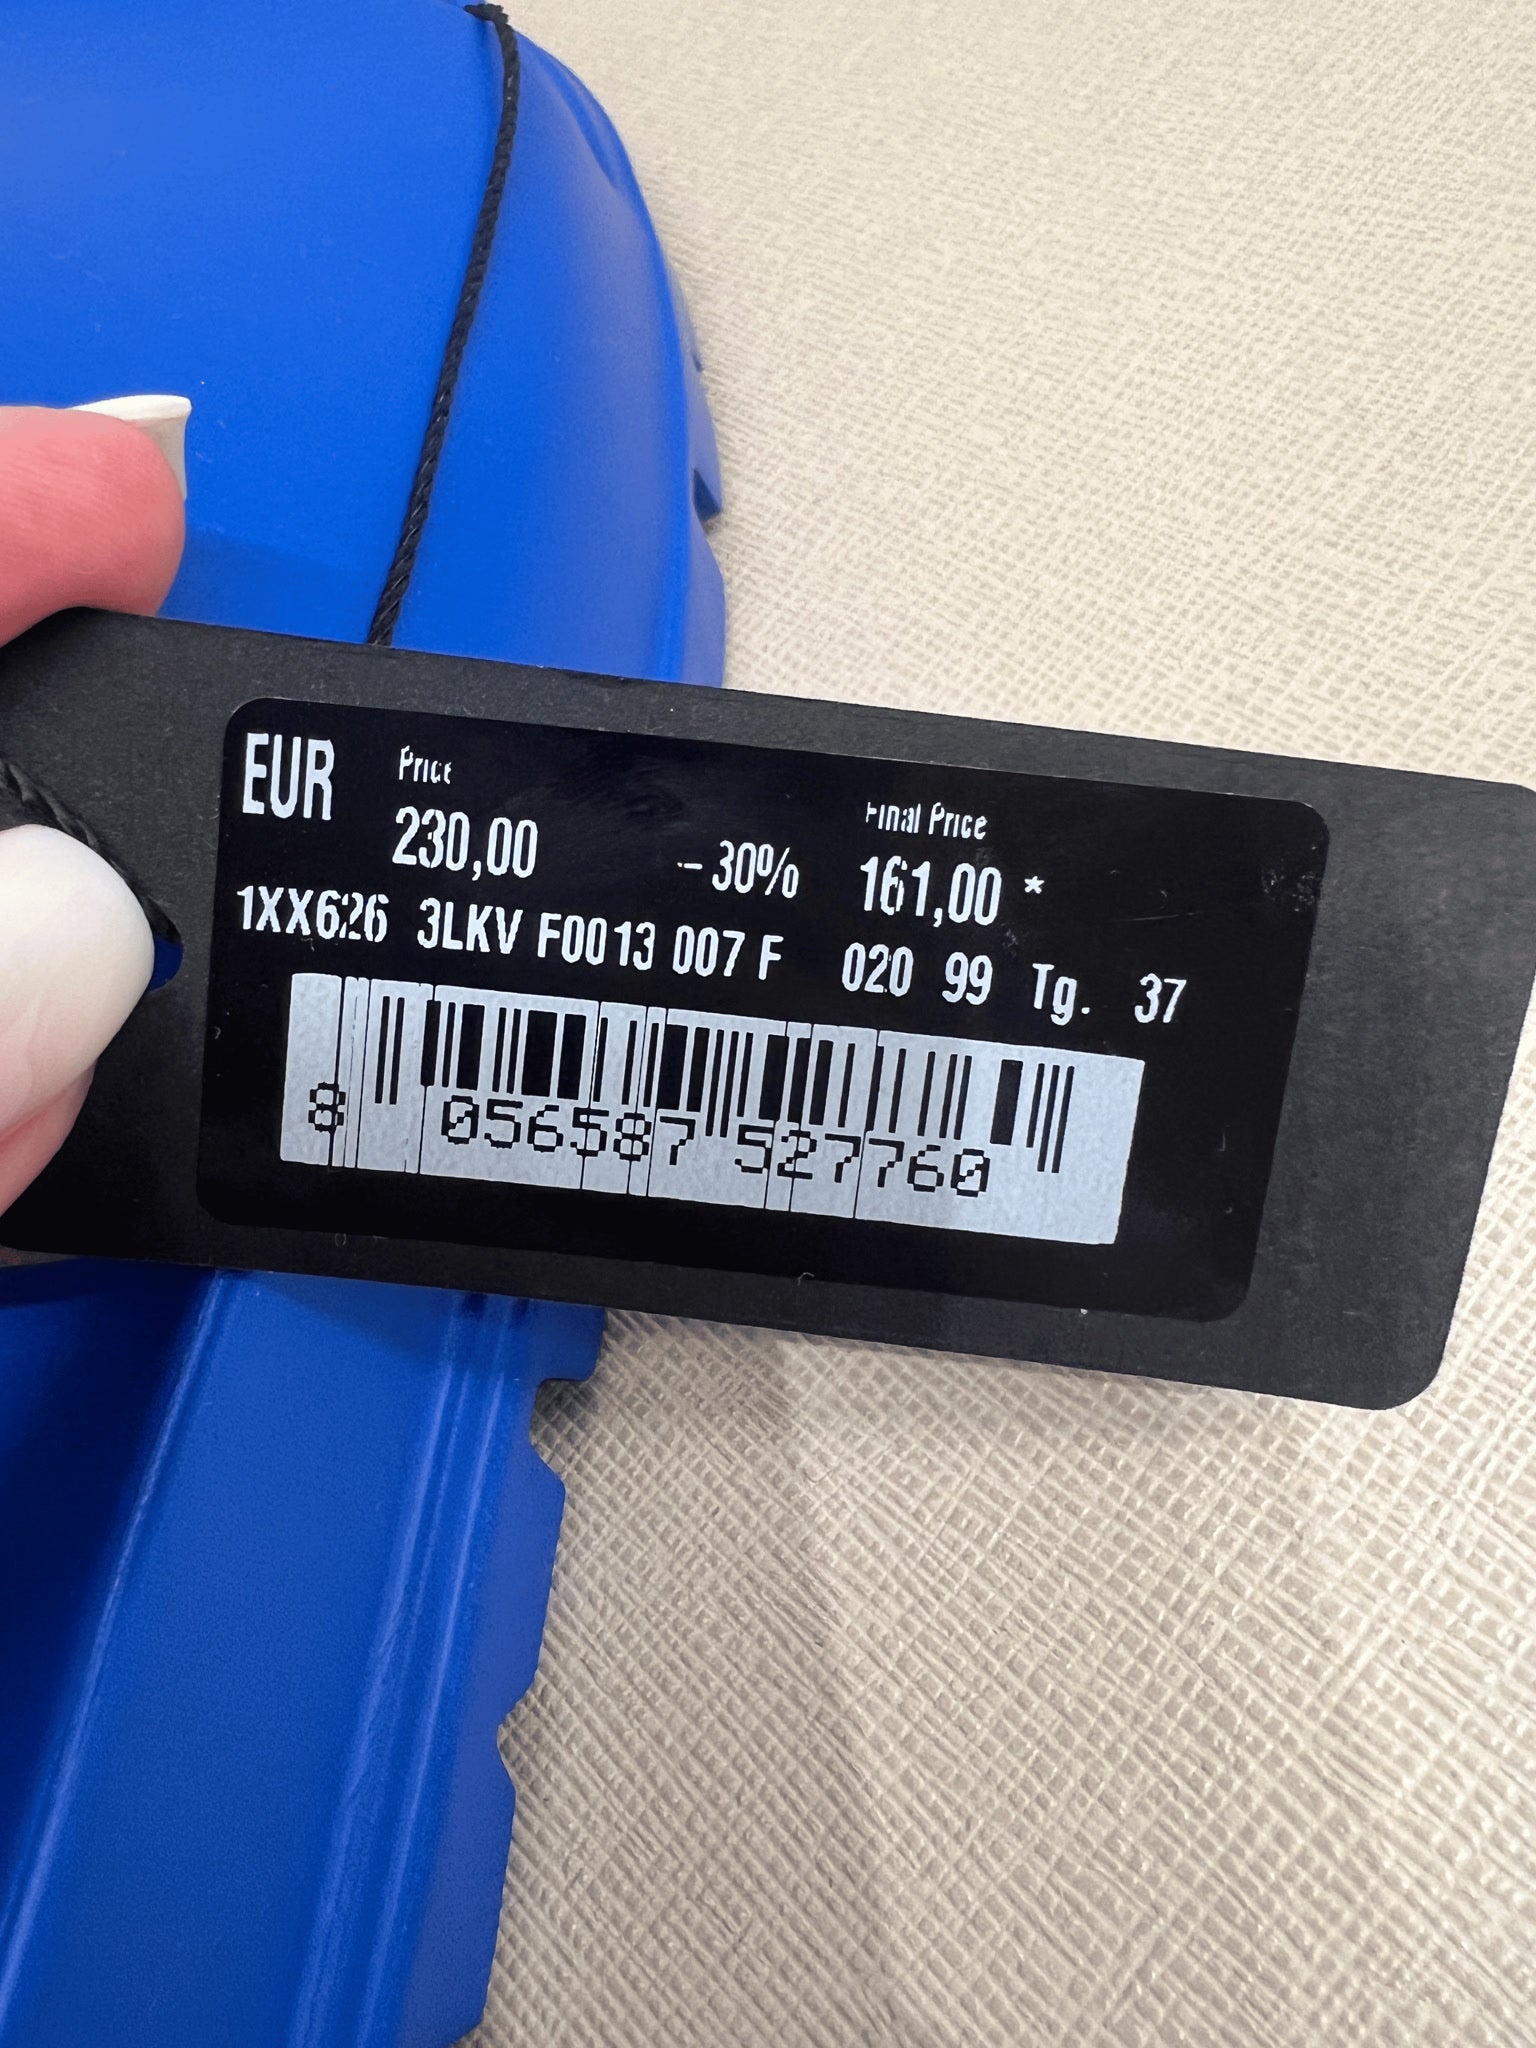 EUR Price Final Price
230,00 - 30% 161,00 *
1XX626 3LKV F0013 007 F 020 99 Tg. 37
8 056587 527760